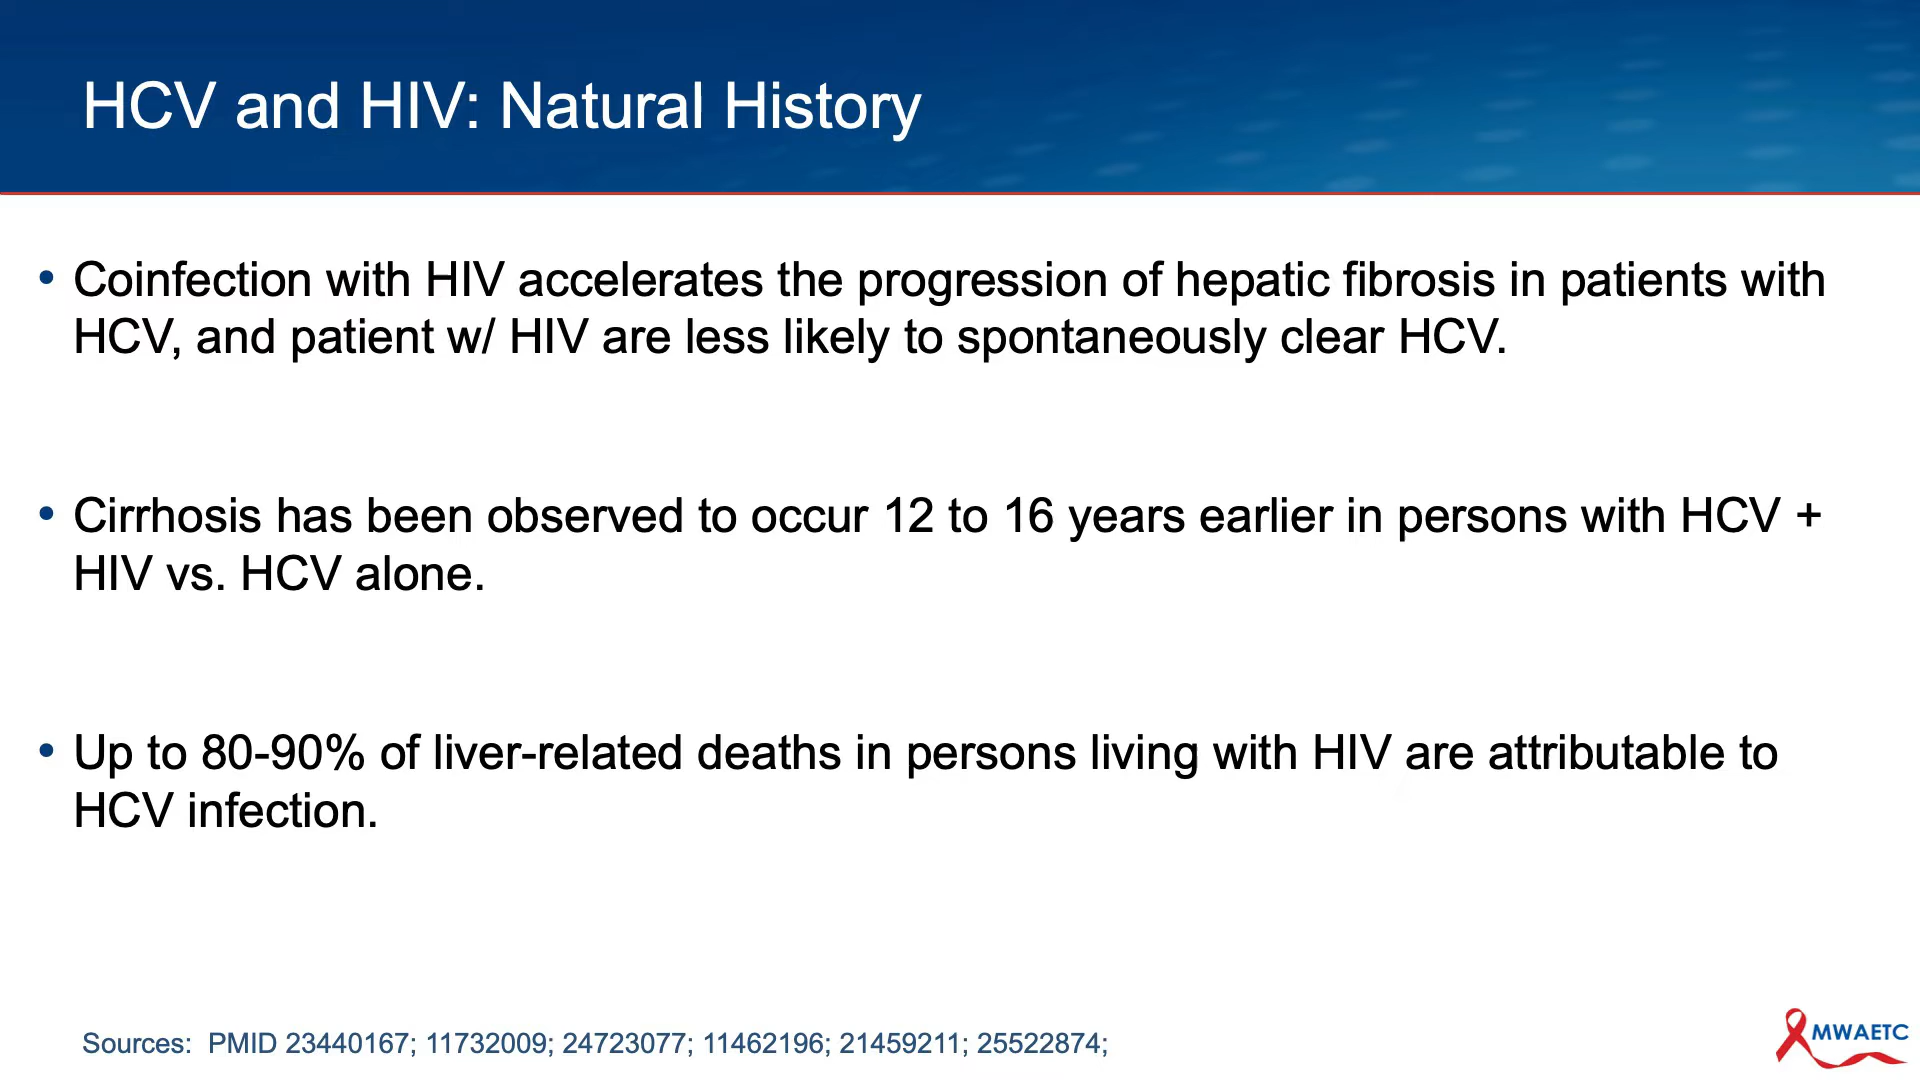 HCV and HIV: Natural History
• Coinfection with HIV accelerates the progression of hepatic fibrosis in patients with
HCV, and patient w/ HIV are less likely to spontaneously clear HCV.
• Cirrhosis has been observed to occur 12 to 16 years earlier in persons with HCV +
HIV vs. HCV alone.
• Up to 80-90% of liver-related deaths in persons living with HIV are attributable to
HCV infection.
Sources: PMID 23440167; 11732009; 24723077; 11462196; 21459211; 25522874;
MWAETC